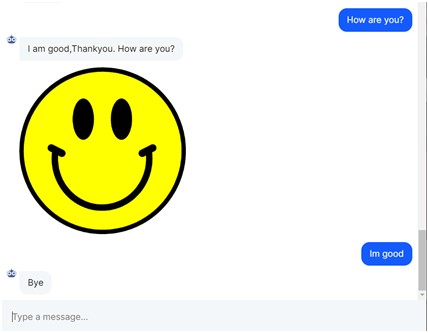 How are you?
I am good,Thankyou. How are you?
Im good
Bye
Type a message...